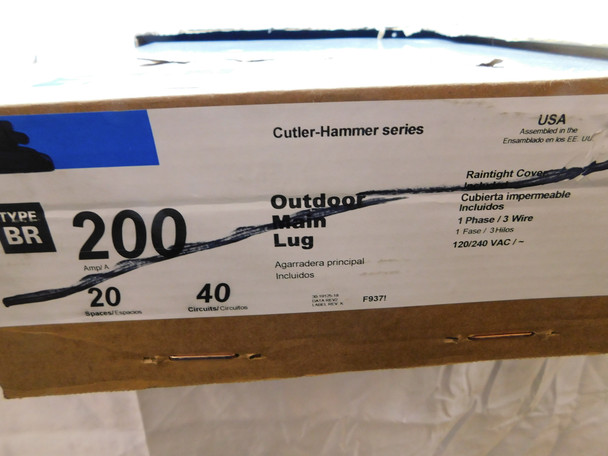 Cutler-Hammer series
USA
Assembled in the
Ensamblado en los EE. UU.
TYPE
BR
200
Amp/ A
20
Spaces/Espacios
40
Circuits/Circuitos
Outdoor
Main
Lug
Agarradera principal
Incluidos
Raintight Cover
Included
Cubierta impermeable
Incluidos
1 Phase / 3 Wire
1 Fase / 3 Hilos
120/240 VAC / ~